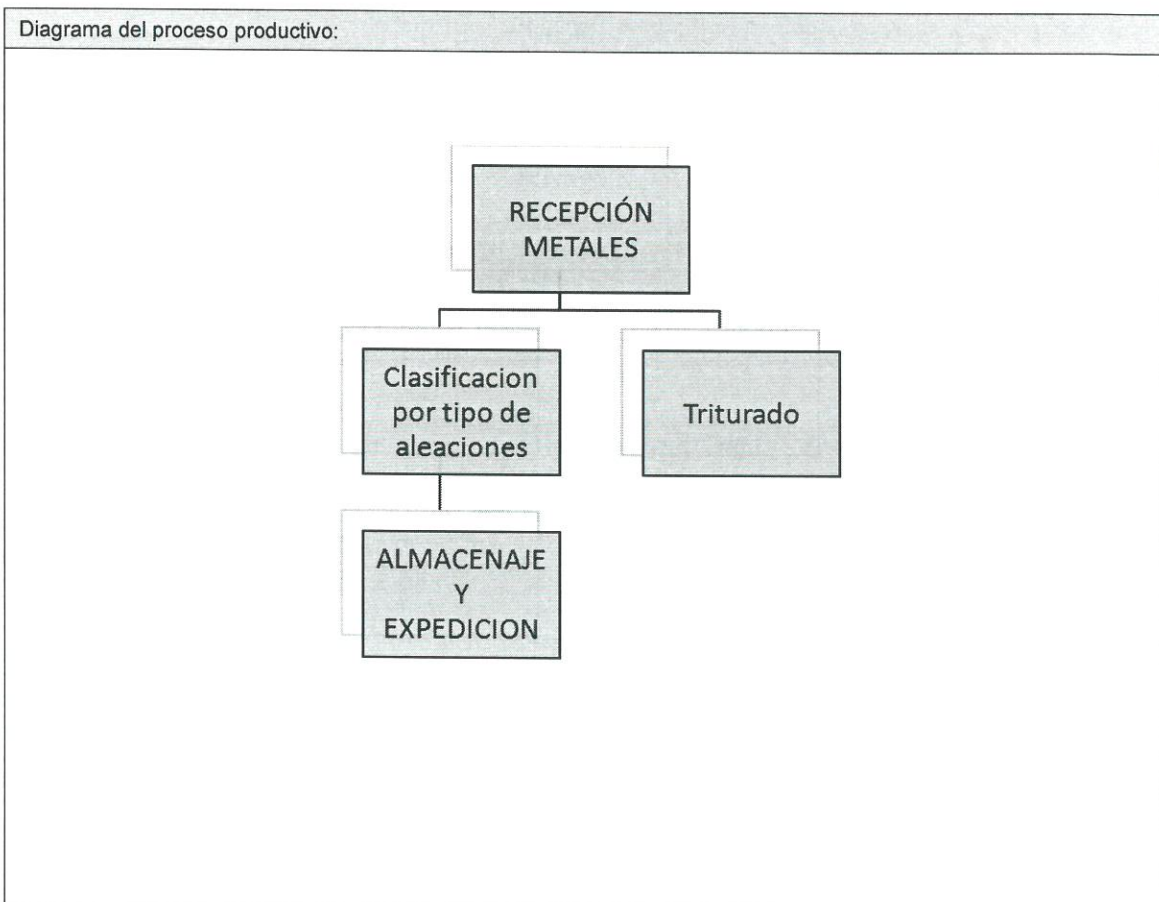 Diagrama del proceso productivo:
RECEPCIÓN
METALES
Clasificacion
por tipo de
aleaciones
Triturado
ALMACENAJE
Y
EXPEDICION